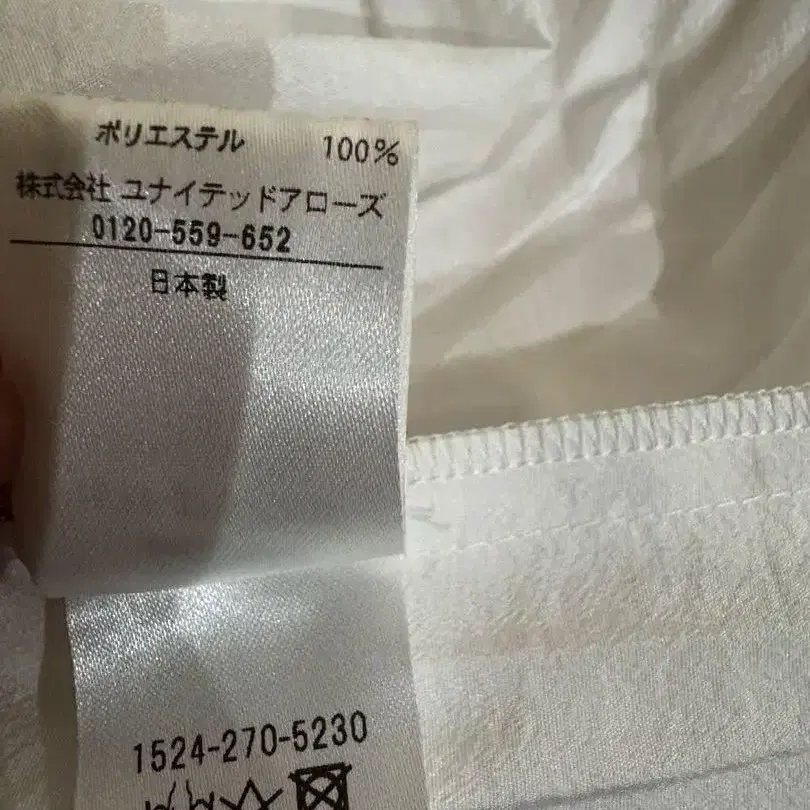 ポリエステル 100%
株式会社 ユナイテッドアローズ
0120-559-652
日本製
1524-270-5230